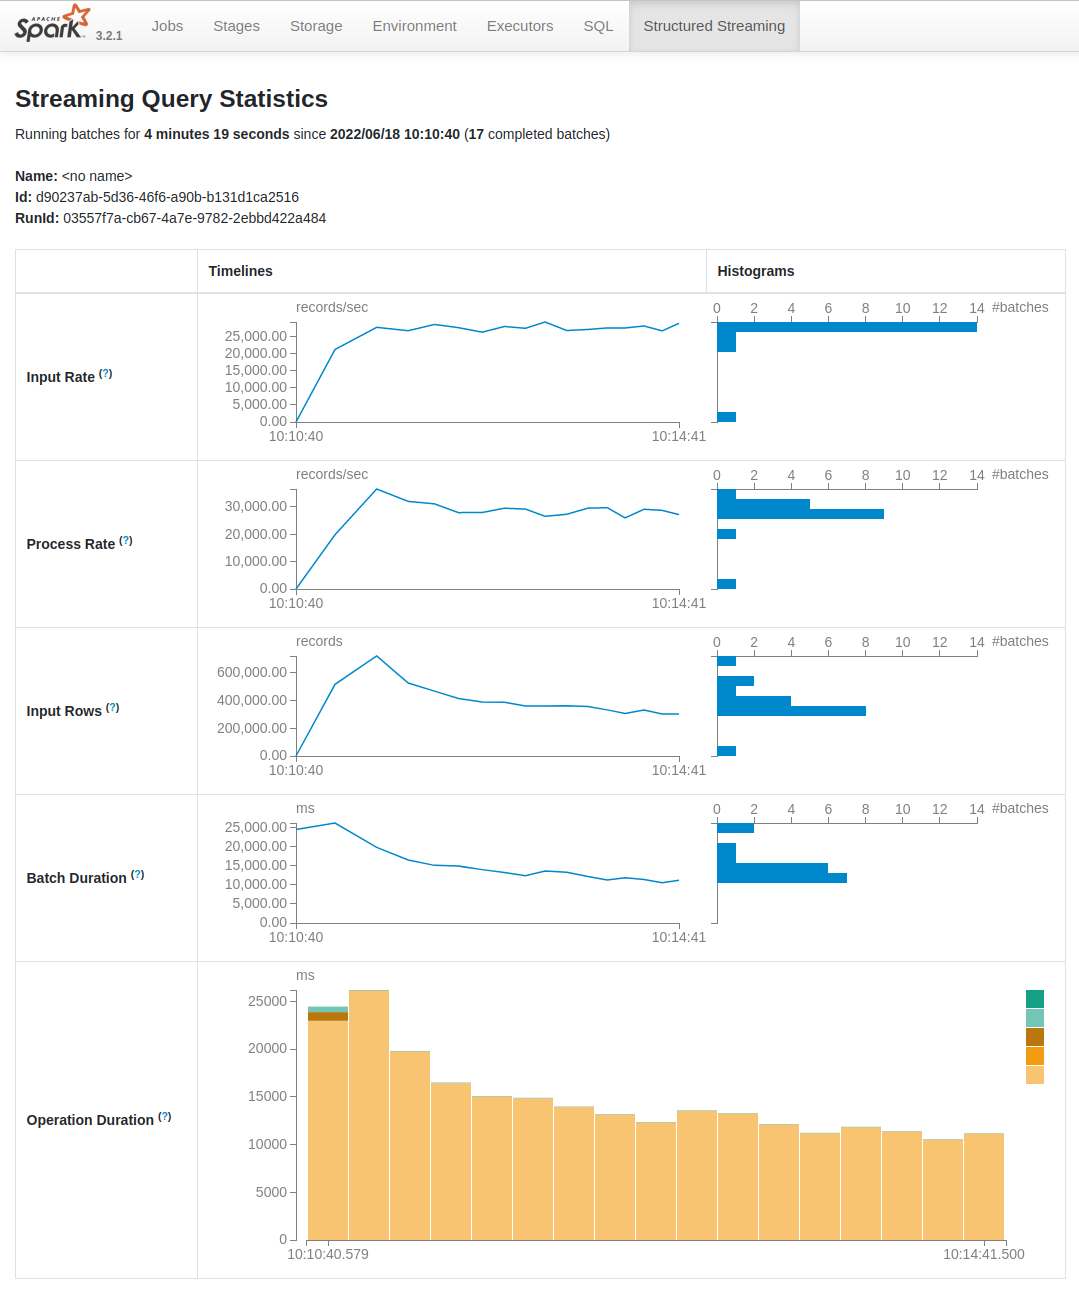 APACHE
Spark 3.2.1 Jobs Stages Storage Environment Executors SQL Structured Streaming
Streaming Query Statistics
Running batches for 4 minutes 19 seconds since 2022/06/18 10:10:40 (17 completed batches)
Name: <no name>
Id: d90237ab-5d36-46f6-a90b-b131d1ca2516
RunId: 03557f7a-cb67-4a7e-9782-2ebbd422a484
Timelines Histograms
Input Rate (?)
records/sec
25,000.00
20,000.00
15,000.00
10,000.00
5,000.00
0.00
10:10:40 10:14:41
0 2 4 6 8 10 12 14 #batches
Process Rate (?)
records/sec
30,000.00
20,000.00
10,000.00
0.00
10:10:40 10:14:41
0 2 4 6 8 10 12 14 #batches
Input Rows (?)
records
600,000.00
400,000.00
200,000.00
0.00
10:10:40 10:14:41
0 2 4 6 8 10 12 14 #batches
Batch Duration (?)
ms
25,000.00
20,000.00
15,000.00
10,000.00
5,000.00
0.00
10:10:40 10:14:41
0 2 4 6 8 10 12 14 #batches
Operation Duration (?)
ms
25000
20000
15000
10000
5000
0
10:10:40.579 10:14:41.500